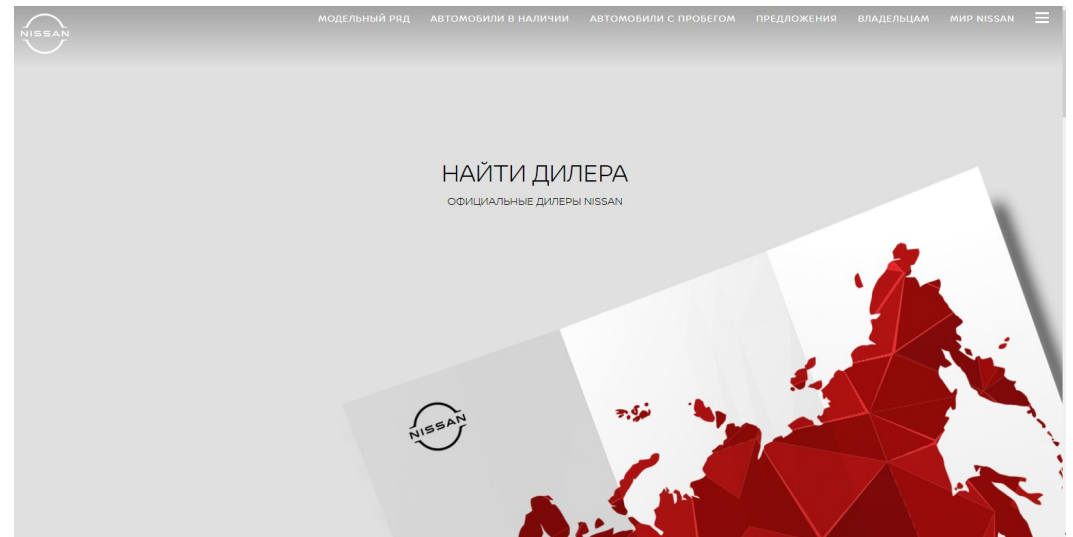 NISSAN
МОДЕЛЬНЫЙ РЯД АВТОМОБИЛИ В НАЛИЧИИ АВТОМОБИЛИ С ПРОБЕГОМ ПРЕДЛОЖЕНИЯ ВЛАДЕЛЬЦАМ МИР NISSAN
НАЙТИ ДИЛЕРА
ОФИЦИАЛЬНЫЕ ДИЛЕРЫ NISSAN
NISSAN